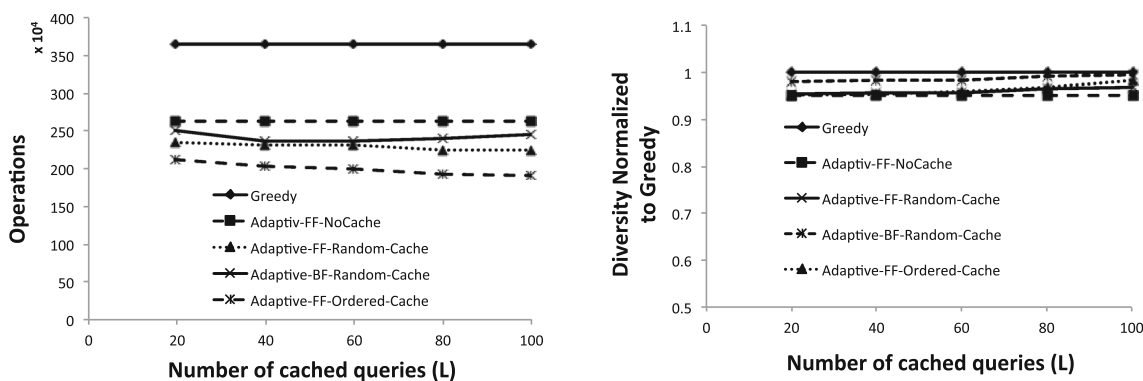 x 10⁴
Operations
400
350
300
250
200
150
100
50
0
0
20
40
60
80
100
Number of cached queries (L)
Greedy
Adaptiv-FF-NoCache
Adaptive-FF-Random-Cache
Adaptive-BF-Random-Cache
Adaptive-FF-Ordered-Cache
Diversity Normalized
to Greedy
1.1
1
0.9
0.8
0.7
0.6
0.5
0
20
40
60
80
100
Number of cached queries (L)
Greedy
Adaptiv-FF-NoCache
Adaptive-FF-Random-Cache
Adaptive-BF-Random-Cache
Adaptive-FF-Ordered-Cache